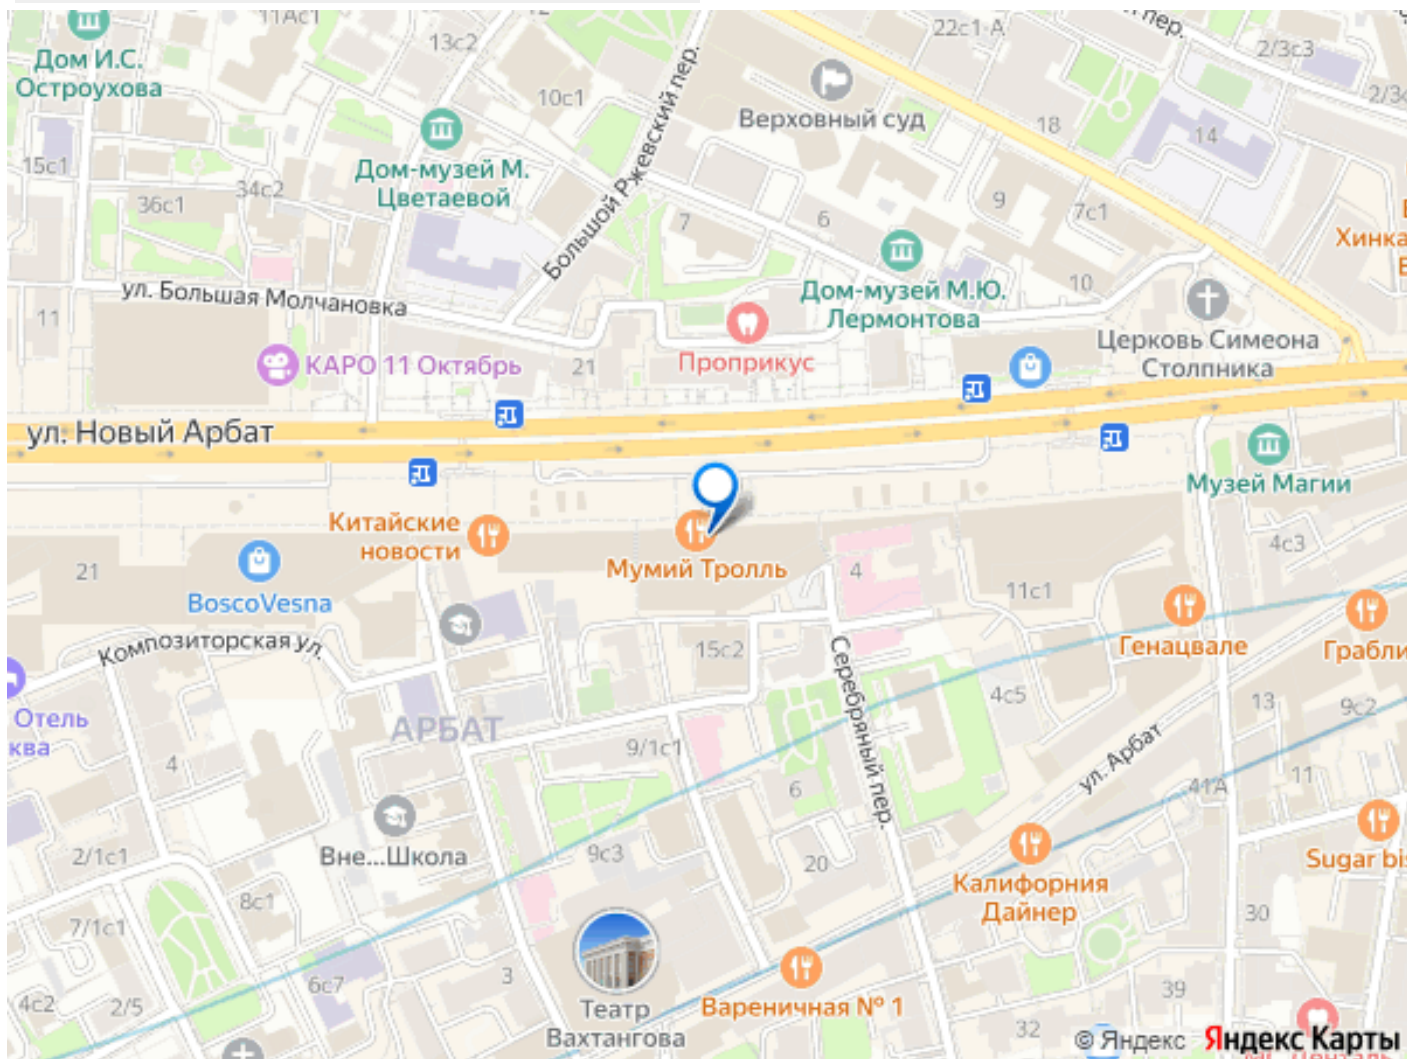 11Ас1
12
22с1-А
пер.
2/3с3
Дом И.С.
Остроухова
13с2
10с1
Большой Ржевский пер.
Верховный суд
18
14
2/3с
15с1
Дом-музей М.
Цветаевой
34с2
36с1
7
6
9
7с1
Хинка
ул. Большая Молчановка
Дом-музей М.Ю.
Лермонтова
10
11
Проприкус
Церковь Симеона
Столпника
КАРО 11 Октябрь
21
ул. Новый Арбат
Музей Магии
Китайские
новости
Мумий Тролль
4
4с3
21
BoscoVesna
11с1
Генацвале
Грабли
Композиторская ул.
15с2
Серебряный пер.
4с5
13
9с2
Отель
ква
АРБАТ
9/1с1
4
6
ул. Арбат
41А
11
2/1с1
Вне...Школа
9с3
20
Калифорния
Дайнер
Sugar bis
8с1
7/1с1
30
6с7
3
4с2
2/5
Театр
Вахтангова
Вареничная № 1
39
32
© Яндекс Яндекс Карты